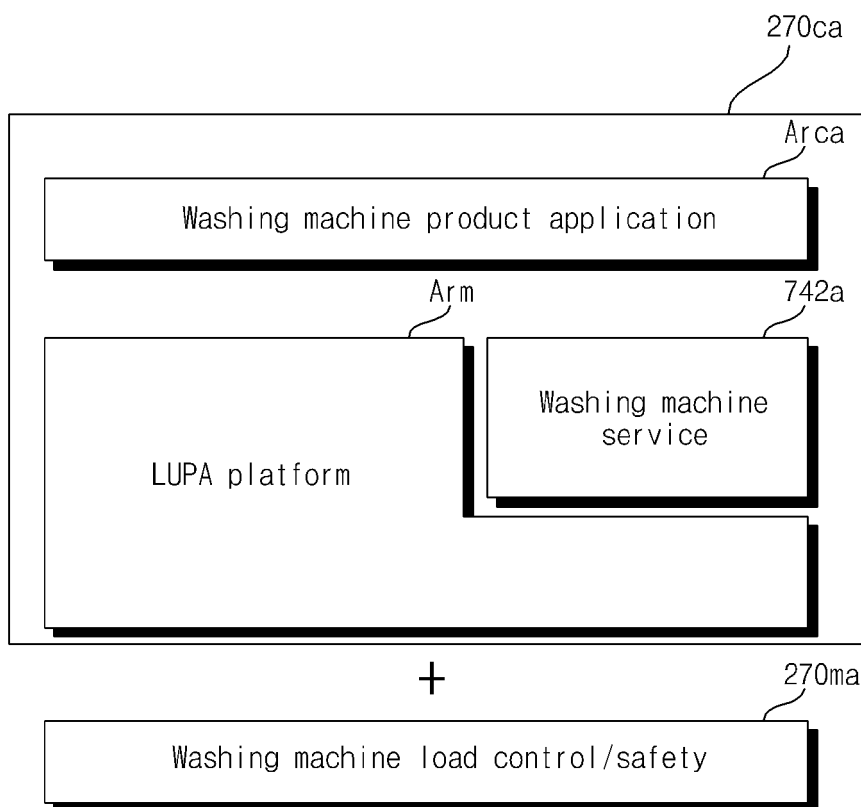 270ca
Arca
Washing machine product application
Arm
742a
Washing machine
service
LUPA platform
+
270ma
Washing machine load control/safety